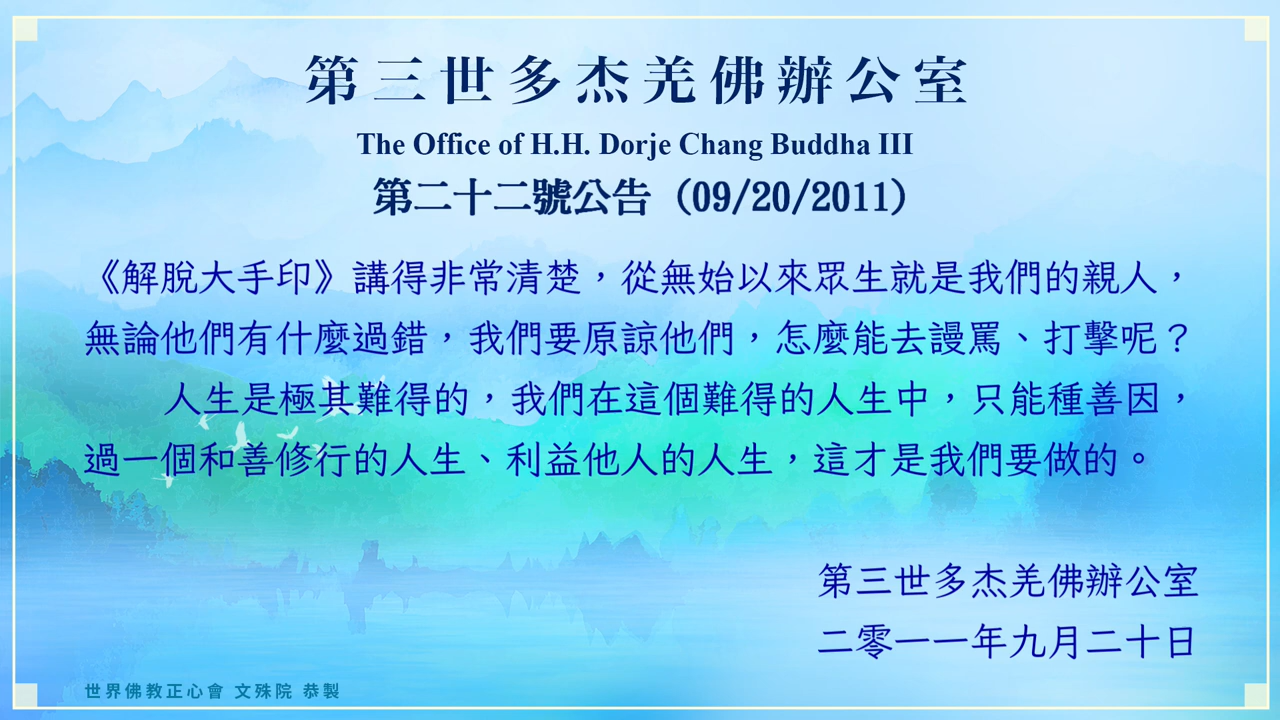 第三世多杰羌佛辦公室
The Office of H.H. Dorje Chang Buddha III
第二十二號公告 (09/20/2011)
《解脫大手印》講得非常清楚，從無始以來眾生就是我們的親人，
無論他們有什麼過錯，我們要原諒他們，怎麼能去謾罵、打擊呢？
人生是極其難得的，我們在這個難得的人生中，只能種善因，
過一個和善修行的人生、利益他人的人生，這才是我們要做的。
第三世多杰羌佛辦公室
二零一一年九月二十日
世界佛教正心會 文殊院 恭製